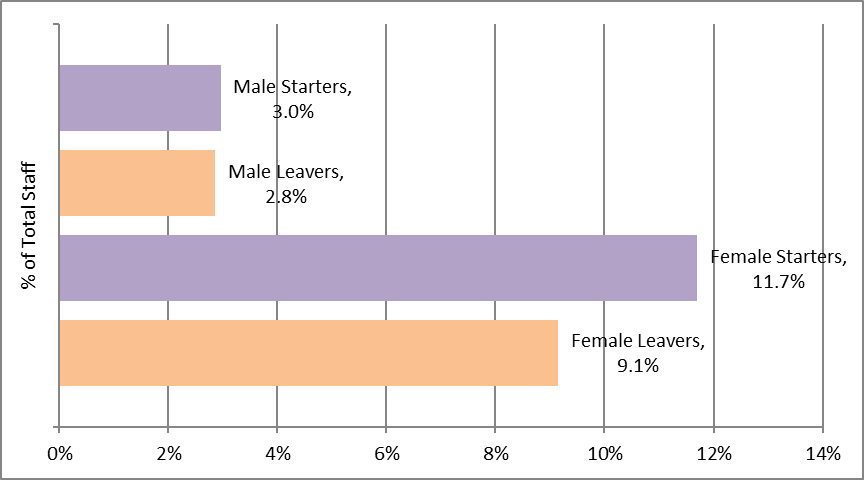 % of Total Staff
Male Starters,
3.0%
Male Leavers,
2.8%
Female Starters,
11.7%
Female Leavers,
9.1%
0% 2% 4% 6% 8% 10% 12% 14%